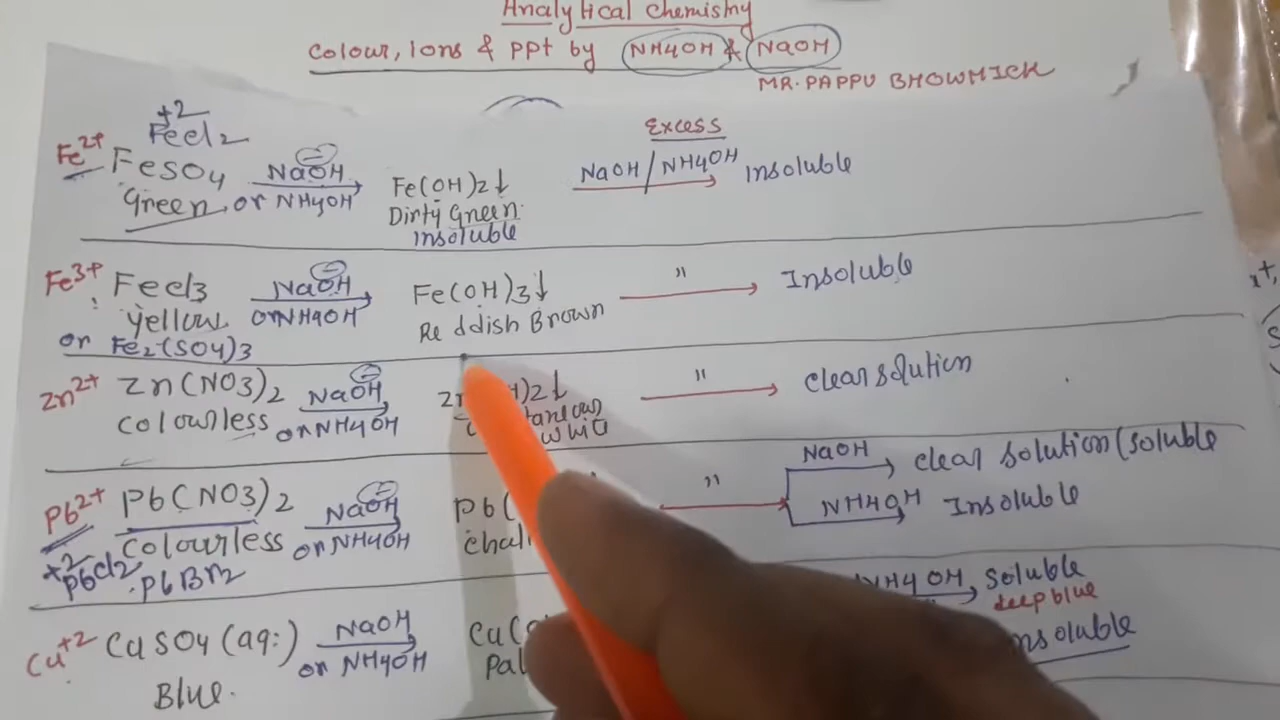 Analytical Chemistry
Colour, Ions & ppt by NH4OH & NaOH
MR. PAPPU BHOWMICK
Excess
+2
FeCl2
Fe2+ FeSO4 NaOH Fe(OH)2↓ NaOH/NH4OH Insoluble
Green or NH4OH Dirty Green
Insoluble
Fe3+ FeCl3 NaOH Fe(OH)3↓ " Insoluble
yellow or NH4OH Reddish Brown
or Fe2(SO4)3
Zn2+ Zn(NO3)2 NaOH " clear solution
colourless or NH4OH
Pb2+ Pb(NO3)2 NaOH " NaOH clear solution (soluble
colourless or NH4OH NH4OH Insoluble
+2 PbCl2, PbBr2
Cu+2 CuSO4 (aq:) NaOH NH4OH soluble
or NH4OH deep blue
Blue. Insoluble